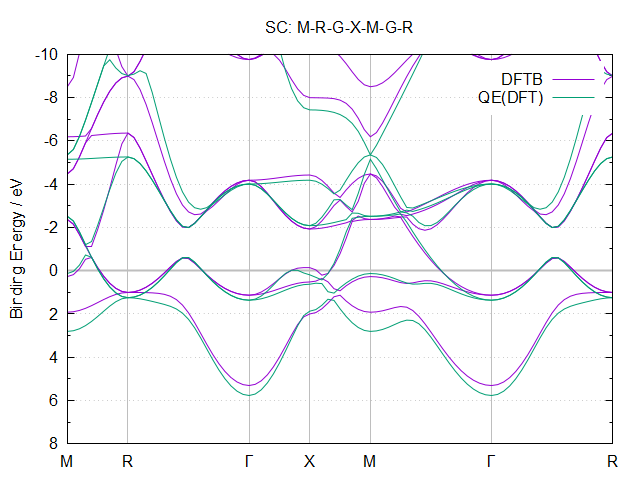 SC: M-R-G-X-M-G-R
-10
DFTB
QE(DFT)
-8
-6
-4
-2
0
2
4
6
8
Binding Energy / eV
M R Γ X M Γ R